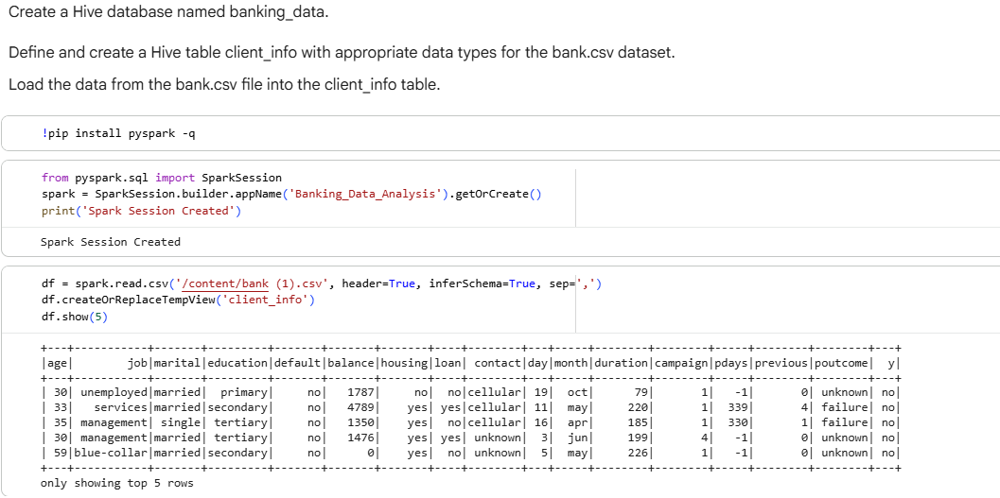 Create a Hive database named banking_data.
Define and create a Hive table client_info with appropriate data types for the bank.csv dataset.
Load the data from the bank.csv file into the client_info table.
!pip install pyspark -q
from pyspark.sql import SparkSession
spark = SparkSession.builder.appName('Banking_Data_Analysis').getOrCreate()
print('Spark Session Created')
Spark Session Created
df = spark.read.csv('/content/bank (1).csv', header=True, inferSchema=True, sep=',')
df.createOrReplaceTempView('client_info')
df.show(5)
+---+-----------+-------+---------+-------+-------+-------+----+--------+---+-----+--------+--------+-----+--------+--------+---+
|age|        job|marital|education|default|balance|housing|loan| contact|day|month|duration|campaign|pdays|previous|poutcome|  y|
+---+-----------+-------+---------+-------+-------+-------+----+--------+---+-----+--------+--------+-----+--------+--------+---+
| 30| unemployed|married|  primary|     no|   1787|     no|  no|cellular| 19|  oct|      79|       1|   -1|       0| unknown| no|
| 33|   services|married|secondary|     no|   4789|    yes| yes|cellular| 11|  may|     220|       1|  339|       4| failure| no|
| 35| management| single| tertiary|     no|   1350|    yes|  no|cellular| 16|  apr|     185|       1|  330|       1| failure| no|
| 30| management|married| tertiary|     no|   1476|    yes| yes| unknown|  3|  jun|     199|       4|   -1|       0| unknown| no|
| 59|blue-collar|married|secondary|     no|      0|    yes|  no| unknown|  5|  may|     226|       1|   -1|       0| unknown| no|
+---+-----------+-------+---------+-------+-------+-------+----+--------+---+-----+--------+--------+-----+--------+--------+---+
only showing top 5 rows